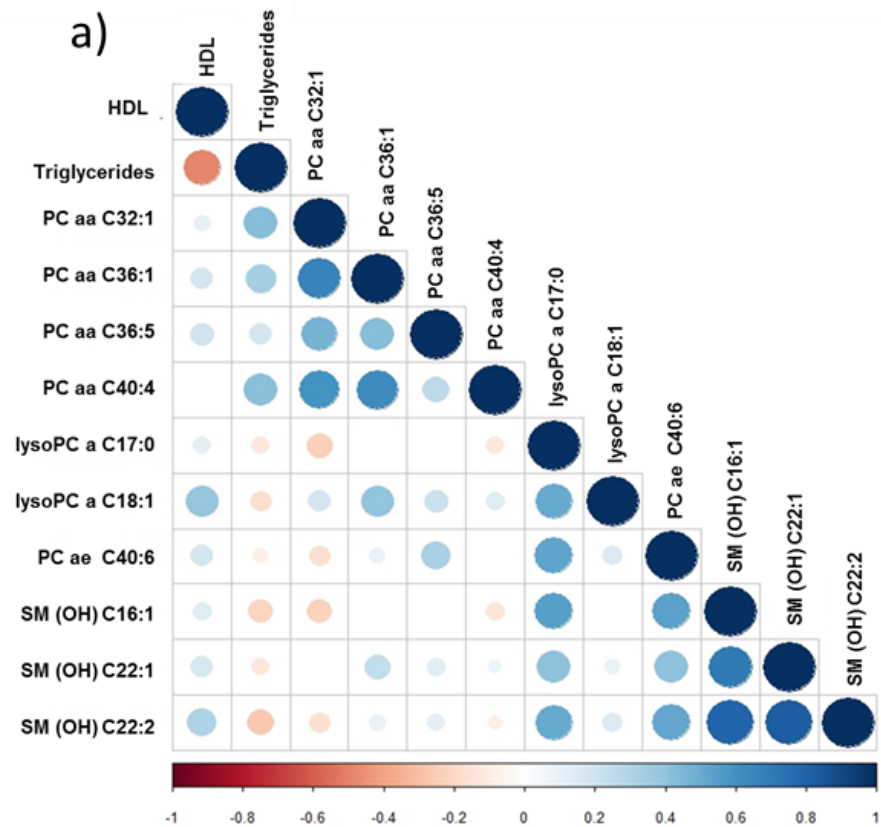 a)
HDL
Triglycerides
PC aa C32:1
PC aa C36:1
PC aa C36:5
PC aa C40:4
lysoPC a C17:0
lysoPC a C18:1
PC ae C40:6
SM (OH) C16:1
SM (OH) C22:1
SM (OH) C22:2
HDL
Triglycerides
PC aa C32:1
PC aa C36:1
PC aa C36:5
PC aa C40:4
lysoPC a C17:0
lysoPC a C18:1
PC ae C40:6
SM (OH) C16:1
SM (OH) C22:1
SM (OH) C22:2
-1 -0.8 -0.6 -0.4 -0.2 0 0.2 0.4 0.6 0.8 1